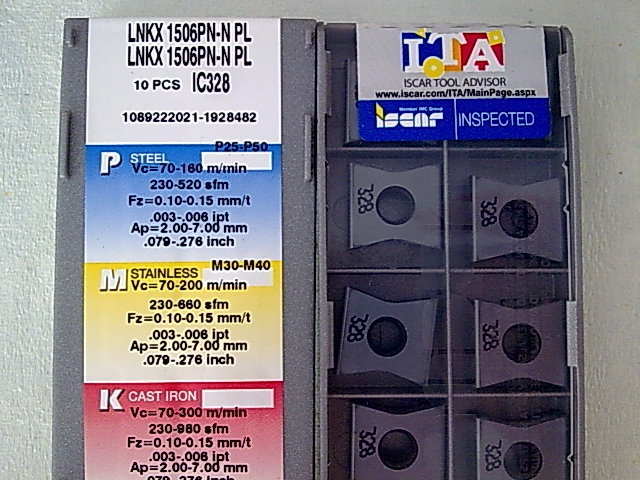 LNKX 1506PN-N PL
LNKX 1506PN-N PL
10 PCS IC328
1089222021-1928482
P STEEL P25-P50
Vc=70-160 m/min
230-520 sfm
Fz=0.10-0.15 mm/t
.003-.006 ipt
Ap=2.00-7.00 mm
.079-.276 inch
M STAINLESS M30-M40
Vc=70-200 m/min
230-660 sfm
Fz=0.10-0.15 mm/t
.003-.006 ipt
Ap=2.00-7.00 mm
.079-.276 inch
K CAST IRON
Vc=70-300 m/min
230-980 sfm
Fz=0.10-0.15 mm/t
.003-.006 ipt
Ap=2.00-7.00 mm
.079-.276 inch
ITA
ISCAR TOOL ADVISOR
www.iscar.com/ITA/MainPage.aspx
Member IMC Group
iscar INSPECTED
328
328
328
328
328
328